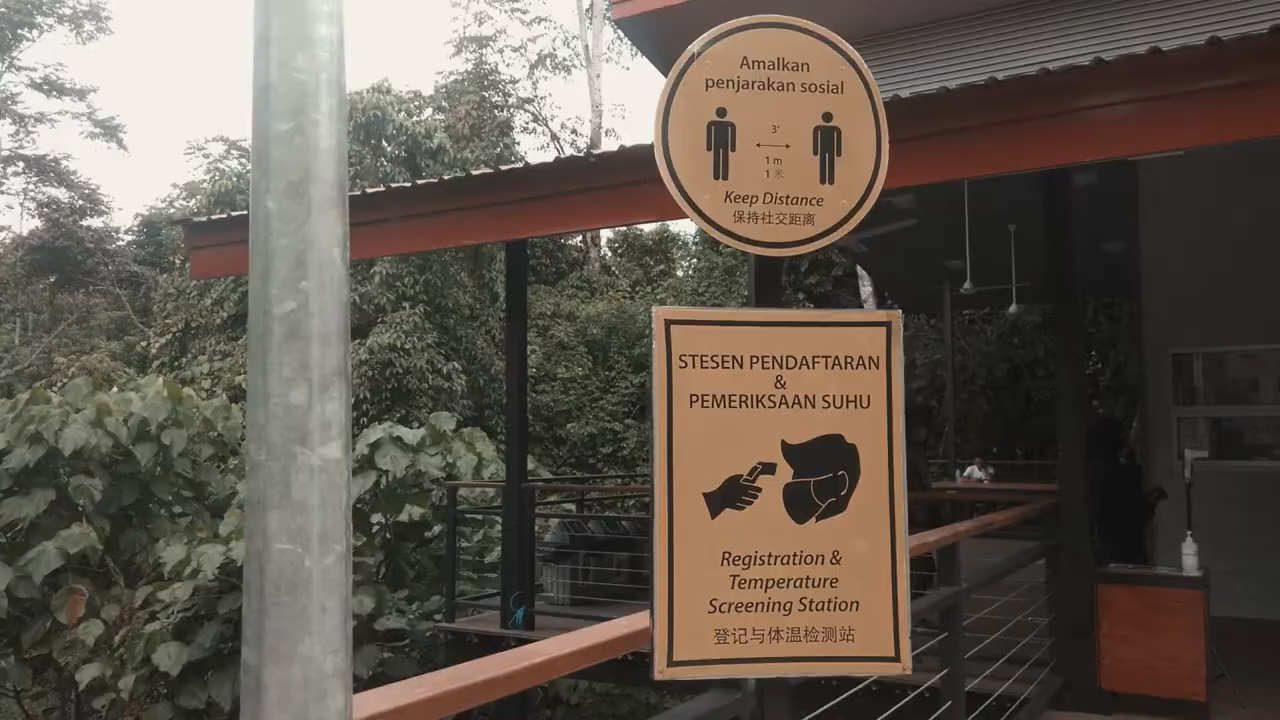 Amalkan
penjarakan sosial
3'
1 m
1 米
Keep Distance
保持社交距离
STESEN PENDAFTARAN
&
PEMERIKSAAN SUHU
Registration &
Temperature
Screening Station
登记与体温检测站